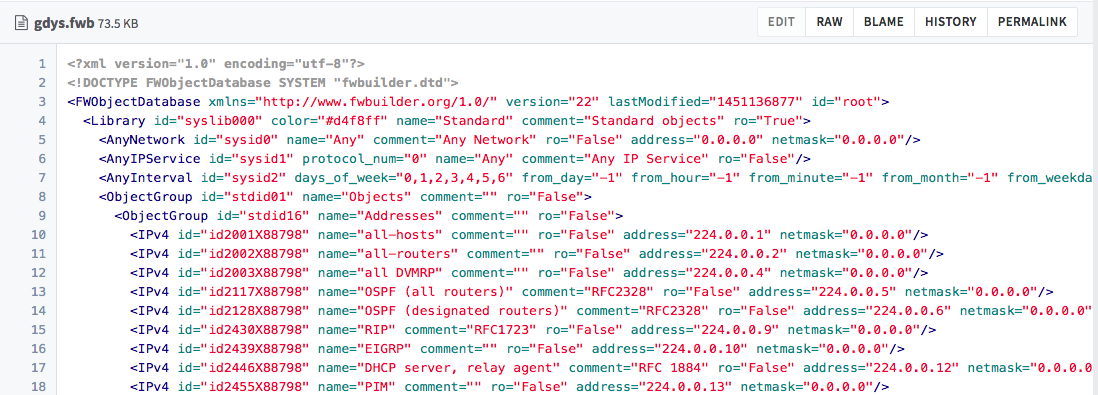 gdys.fwb 73.5 KB EDIT RAW BLAME HISTORY PERMALINK
1 <?xml version="1.0" encoding="utf-8"?>
2 <!DOCTYPE FWObjectDatabase SYSTEM "fwbuilder.dtd">
3 <FWObjectDatabase xmlns="http://www.fwbuilder.org/1.0/" version="22" lastModified="1451136877" id="root">
4 <Library id="syslib000" color="#d4f8ff" name="Standard" comment="Standard objects" ro="True">
5 <AnyNetwork id="sysid0" name="Any" comment="Any Network" ro="False" address="0.0.0.0" netmask="0.0.0.0"/>
6 <AnyIPService id="sysid1" protocol_num="0" name="Any" comment="Any IP Service" ro="False"/>
7 <AnyInterval id="sysid2" days_of_week="0,1,2,3,4,5,6" from_day="-1" from_hour="-1" from_minute="-1" from_month="-1" from_weekda
8 <ObjectGroup id="stdid01" name="Objects" comment="" ro="False">
9 <ObjectGroup id="stdid16" name="Addresses" comment="" ro="False">
10 <IPv4 id="id2001X88798" name="all-hosts" comment="" ro="False" address="224.0.0.1" netmask="0.0.0.0"/>
11 <IPv4 id="id2002X88798" name="all-routers" comment="" ro="False" address="224.0.0.2" netmask="0.0.0.0"/>
12 <IPv4 id="id2003X88798" name="all DVMRP" comment="" ro="False" address="224.0.0.4" netmask="0.0.0.0"/>
13 <IPv4 id="id2117X88798" name="OSPF (all routers)" comment="RFC2328" ro="False" address="224.0.0.5" netmask="0.0.0.0"/>
14 <IPv4 id="id2128X88798" name="OSPF (designated routers)" comment="RFC2328" ro="False" address="224.0.0.6" netmask="0.0.0.0"
15 <IPv4 id="id2430X88798" name="RIP" comment="RFC1723" ro="False" address="224.0.0.9" netmask="0.0.0.0"/>
16 <IPv4 id="id2439X88798" name="EIGRP" comment="" ro="False" address="224.0.0.10" netmask="0.0.0.0"/>
17 <IPv4 id="id2446X88798" name="DHCP server, relay agent" comment="RFC 1884" ro="False" address="224.0.0.12" netmask="0.0.0.0
18 <IPv4 id="id2455X88798" name="PIM" comment="" ro="False" address="224.0.0.13" netmask="0.0.0.0"/>